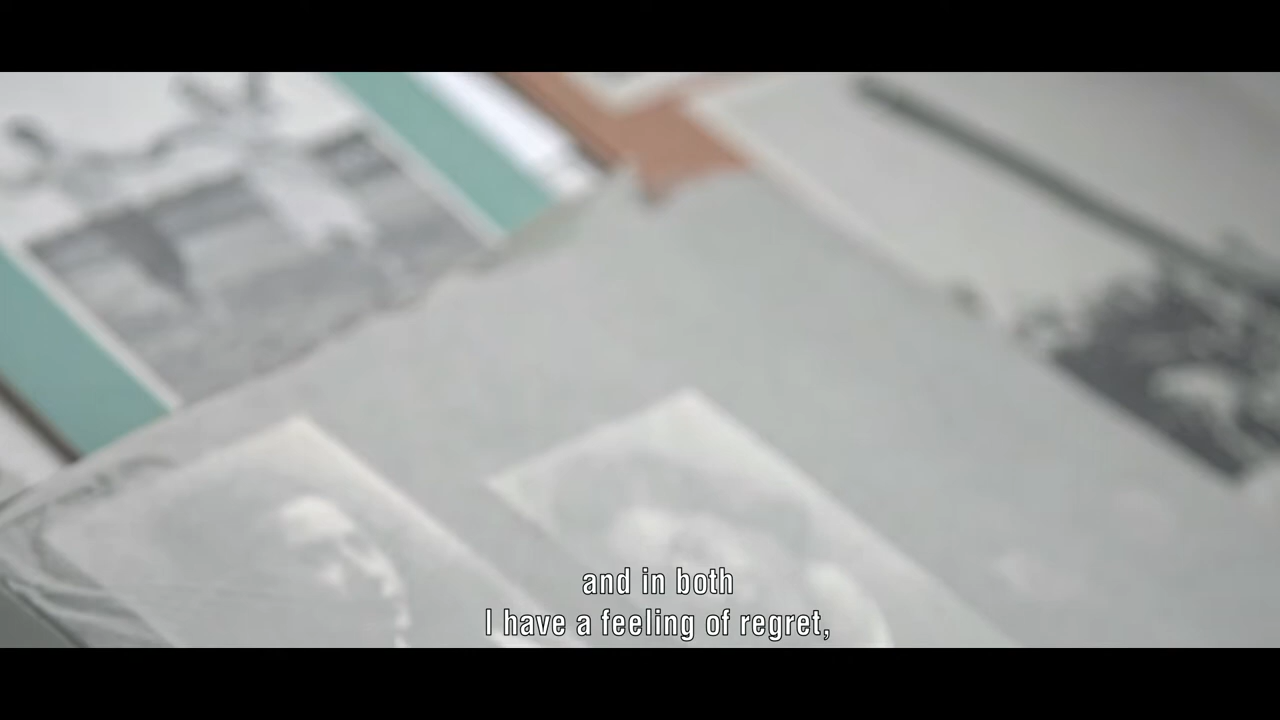 and in both
I have a feeling of regret,